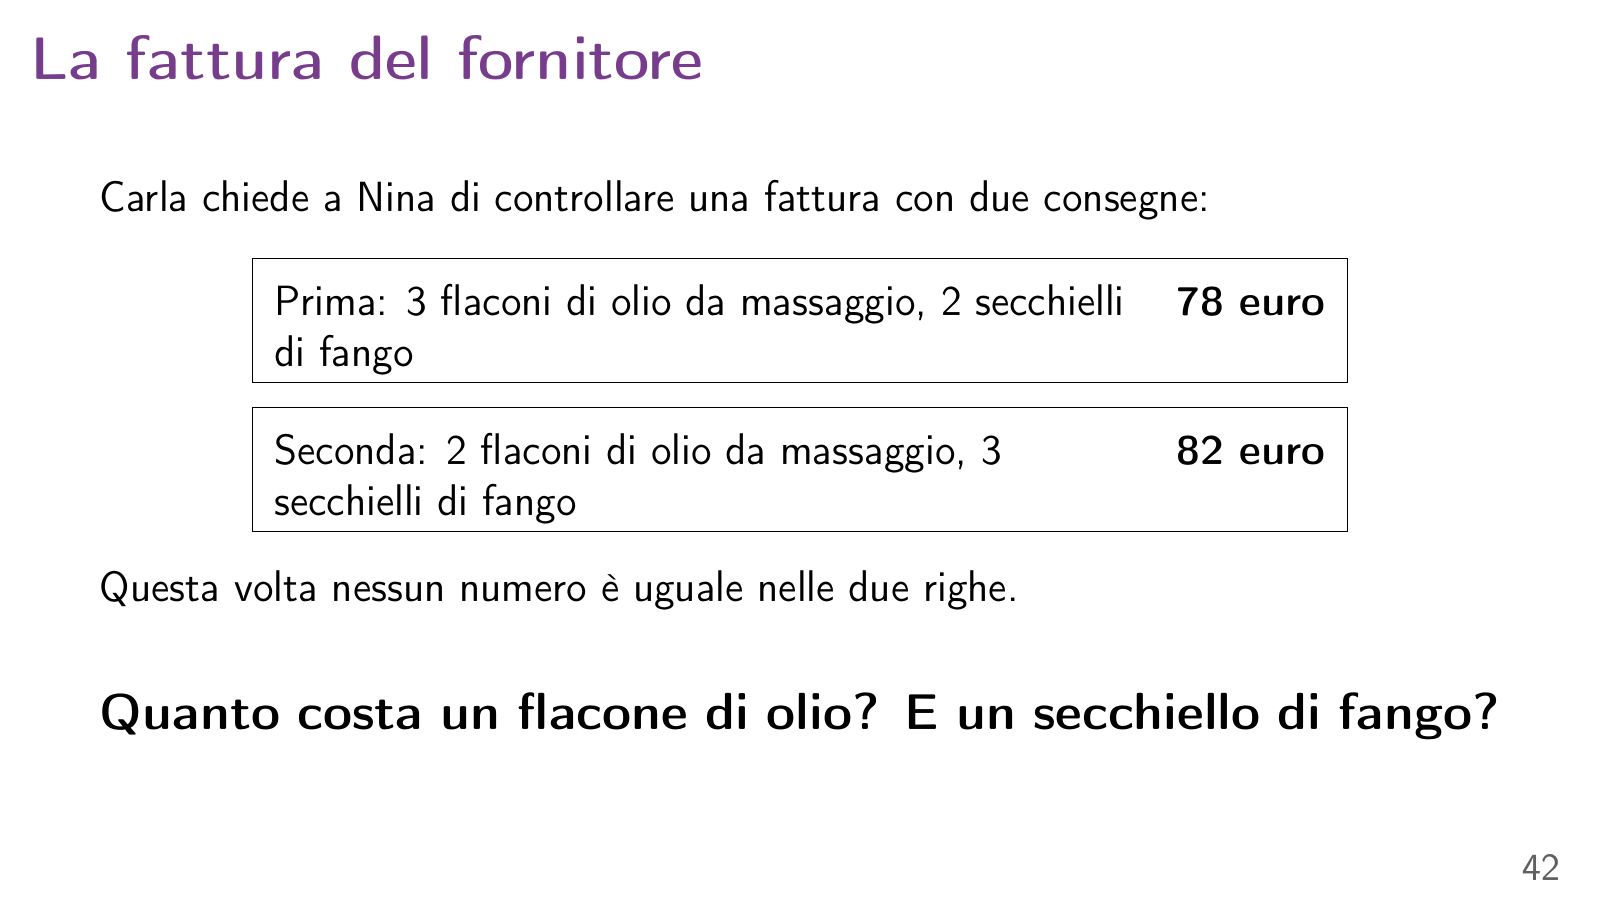 La fattura del fornitore
Carla chiede a Nina di controllare una fattura con due consegne:
Prima: 3 flaconi di olio da massaggio, 2 secchielli 78 euro
di fango
Seconda: 2 flaconi di olio da massaggio, 3 82 euro
secchielli di fango
Questa volta nessun numero è uguale nelle due righe.
Quanto costa un flacone di olio? E un secchiello di fango?
42